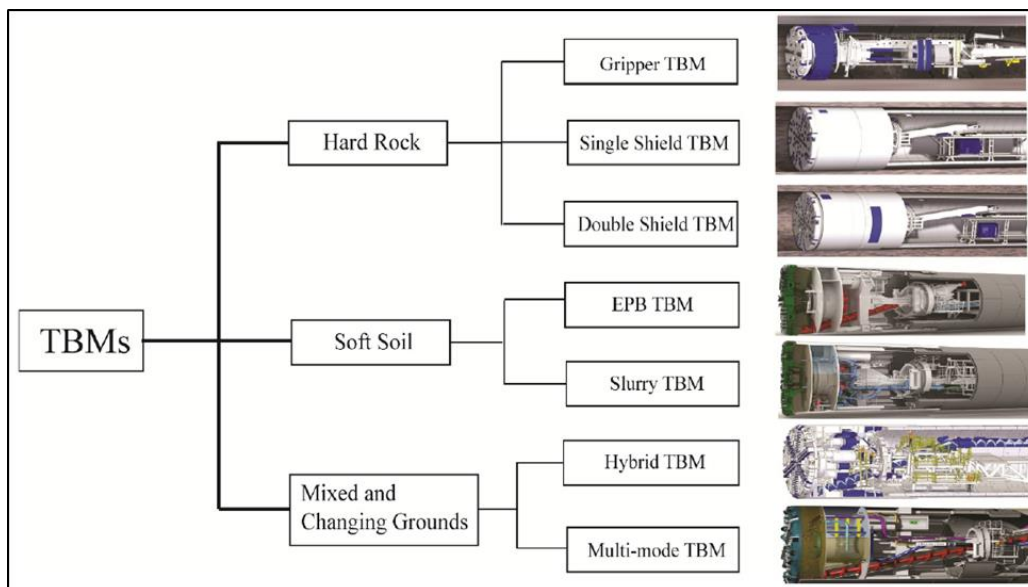 TBMs
Hard Rock
Gripper TBM
Single Shield TBM
Double Shield TBM
Soft Soil
EPB TBM
Slurry TBM
Mixed and
Changing Grounds
Hybrid TBM
Multi-mode TBM